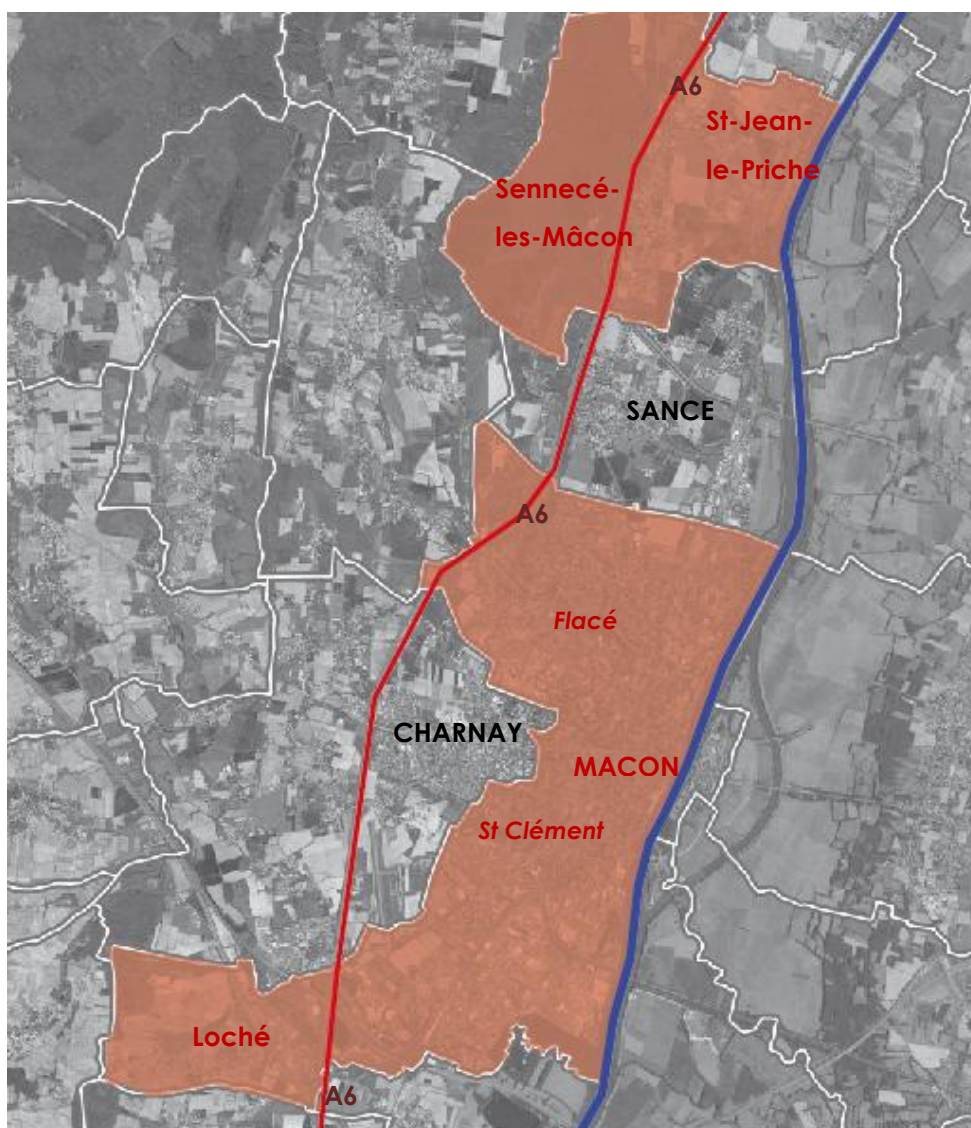 A6
St-Jean-
le-Priche
Sennecé-
les-Mâcon
SANCE
A6
Flacé
CHARNAY
MACON
St Clément
Loché
A6